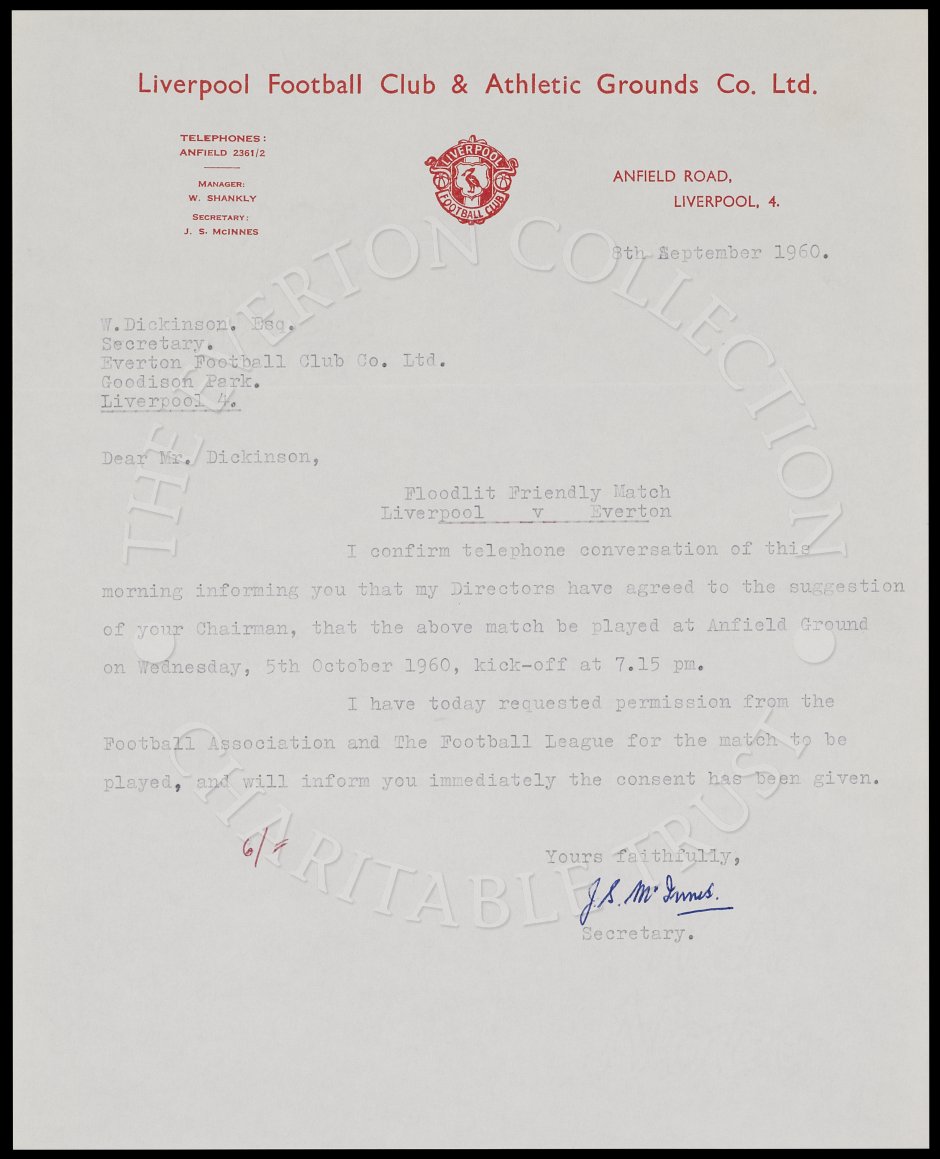 Liverpool Football Club & Athletic Grounds Co. Ltd.
TELEPHONES:
ANFIELD 2361/2
MANAGER:
W. SHANKLY
SECRETARY:
J. S. McINNES
LIVERPOOL
FOOTBALL CLUB
ANFIELD ROAD,
LIVERPOOL, 4.
8th September 1960.
W.Dickinson. Esq.
Secretary.
Everton Football Club Co. Ltd.
Goodison Park.
Liverpool 4.
Dear Mr. Dickinson,
Floodlit Friendly Match
Liverpool v Everton
I confirm telephone conversation of this
morning informing you that my Directors have agreed to the suggestion
of your Chairman, that the above match be played at Anfield Ground
on Wednesday, 5th October 1960, kick-off at 7.15 pm.
I have today requested permission from the
Football Association and The Football League for the match to be
played, and will inform you immediately the consent has been given.
6/=
Yours faithfully,
J.S. McInnes.
Secretary.
THE EVERTON COLLECTION
CHARITABLE TRUST